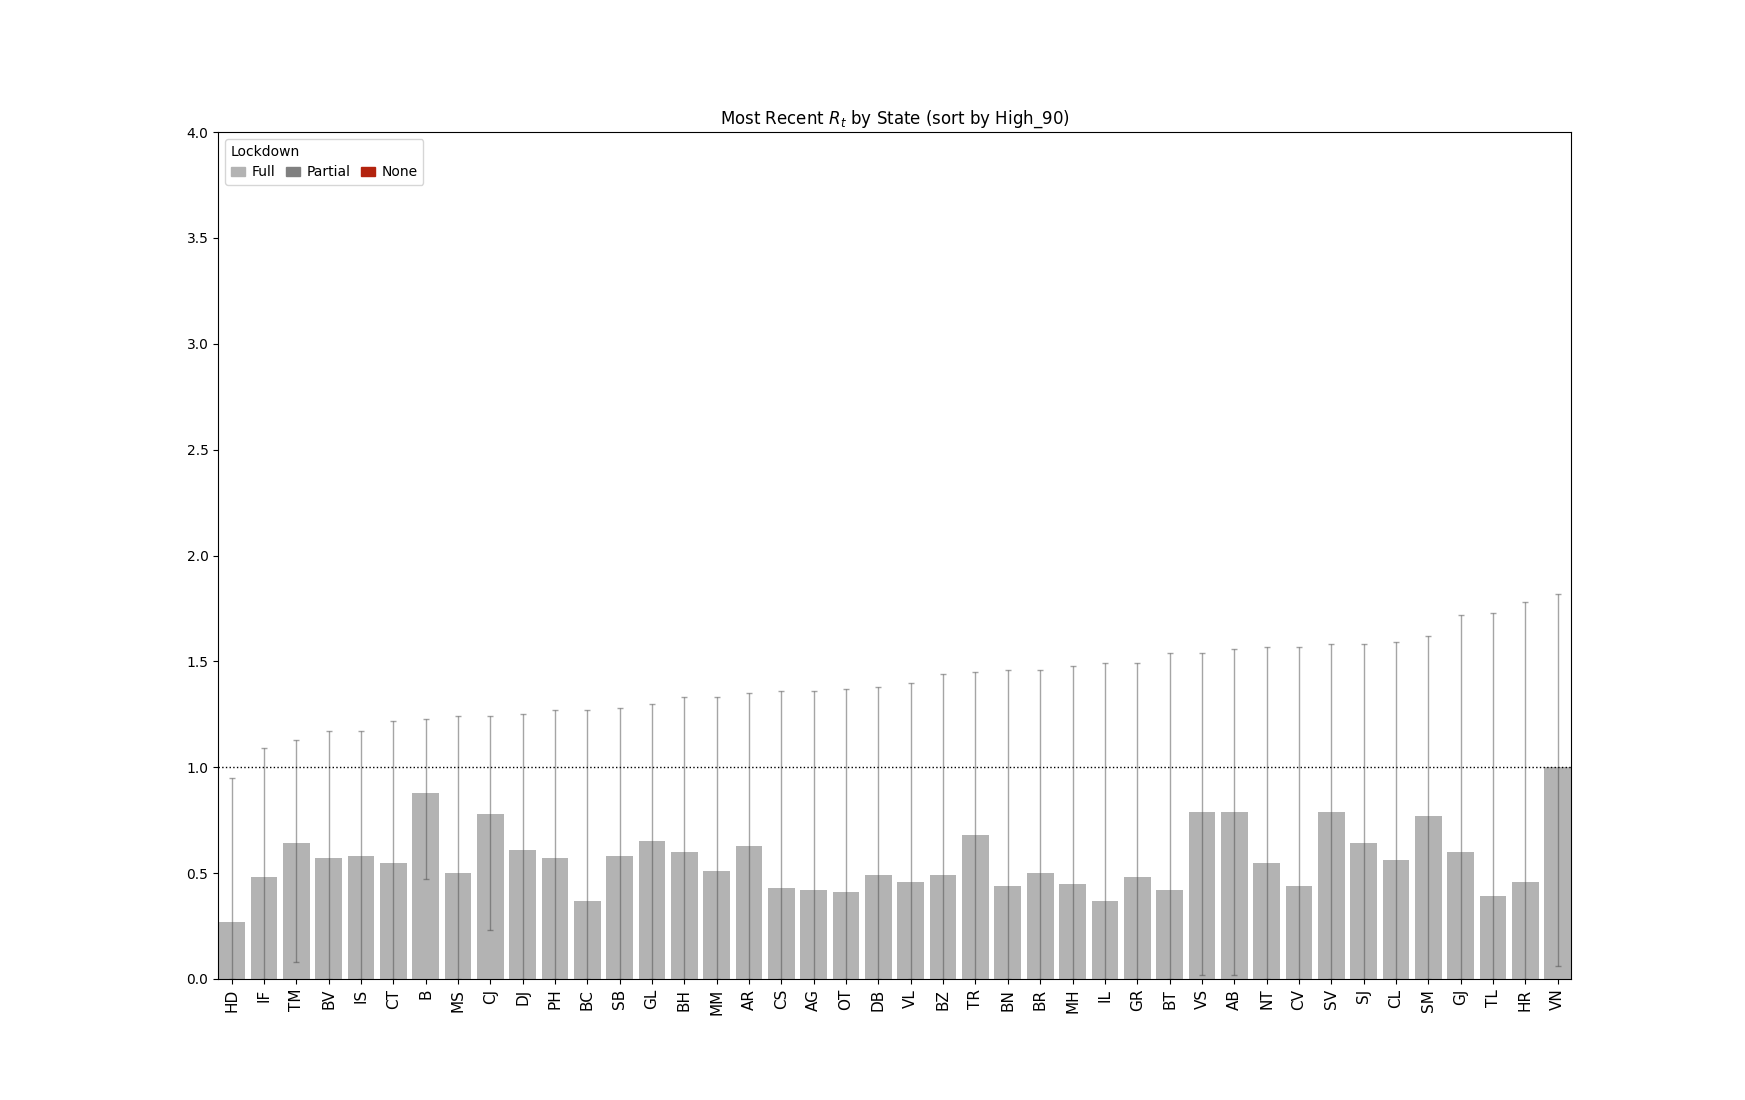 Most Recent R_t by State (sort by High_90)
Lockdown
Full Partial None
4.0
3.5
3.0
2.5
2.0
1.5
1.0
0.5
0.0
HD IF TM BV IS CT B MS CJ DJ PH BC SB GL BH MM AR CS AG OT DB VL BZ TR BN BR MH IL GR BT VS AB NT CV SV SJ CL SM GJ TL HR VN